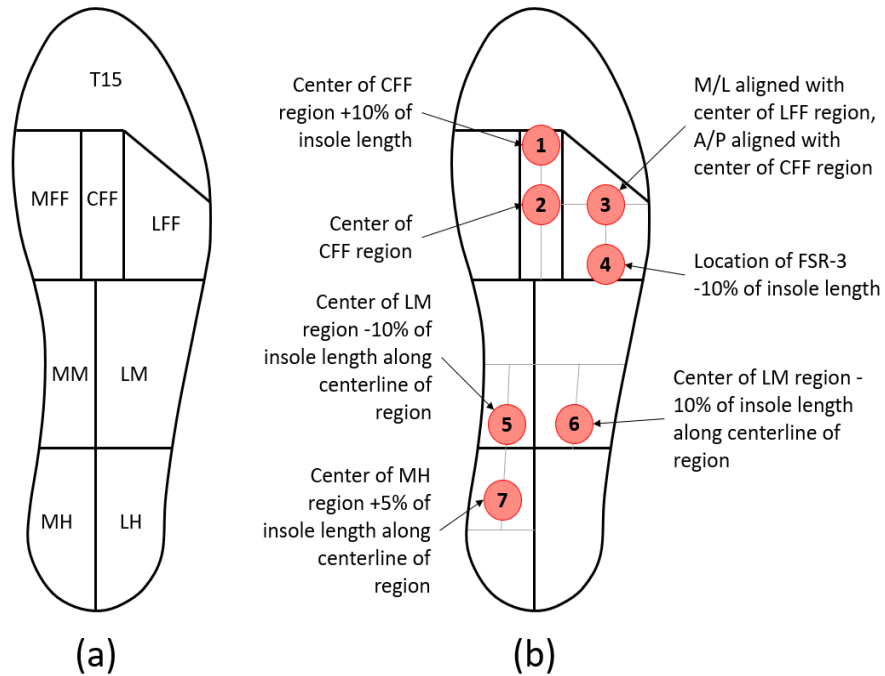 T15
MFF
CFF
LFF
MM
LM
MH
LH
(a)
Center of CFF
region +10% of
insole length
Center of
CFF region
Center of LM
region -10% of
insole length along
centerline of
region
Center of MH
region +5% of
insole length along
centerline of
region
1
2
3
4
5
6
7
M/L aligned with
center of LFF region,
A/P aligned with
center of CFF region
Location of FSR-3
-10% of insole length
Center of LM region -
10% of insole length
along centerline of
region
(b)